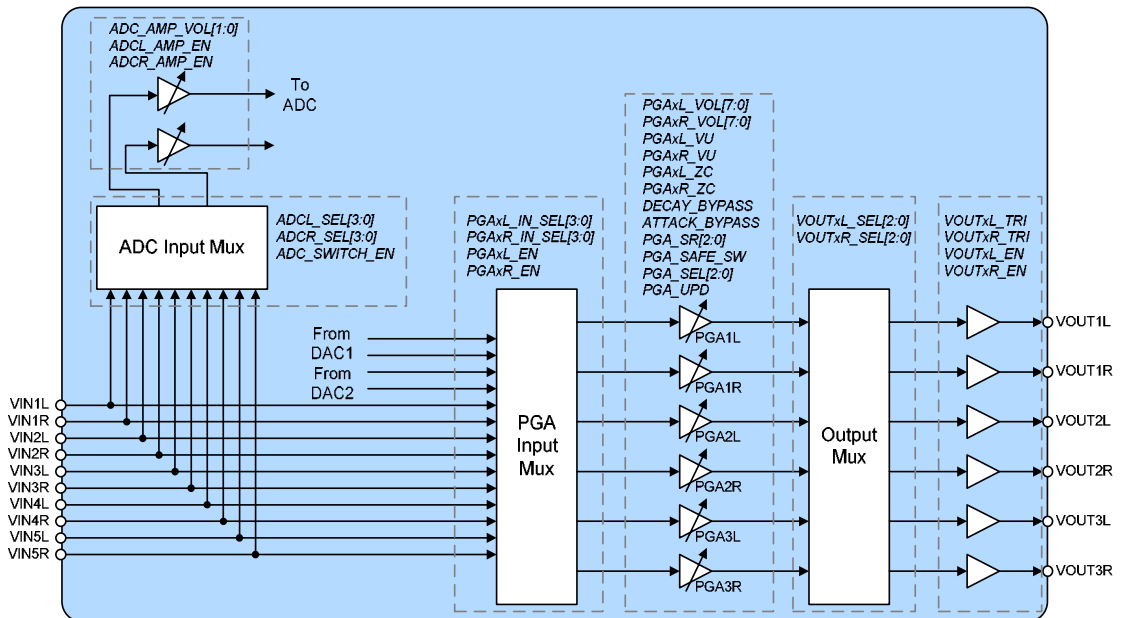 ADC_AMP_VOL[1:0]
ADCL_AMP_EN
ADCR_AMP_EN
To
ADC
ADC Input Mux
ADCL_SEL[3:0]
ADCR_SEL[3:0]
ADC_SWITCH_EN
PGAxL_IN_SEL[3:0]
PGAxR_IN_SEL[3:0]
PGAxL_EN
PGAxR_EN
PGAxL_VOL[7:0]
PGAxR_VOL[7:0]
PGAxL_VU
PGAxR_VU
PGAxL_ZC
PGAxR_ZC
DECAY_BYPASS
ATTACK_BYPASS
PGA_SR[2:0]
PGA_SAFE_SW
PGA_SEL[2:0]
PGA_UPD
VOUTxL_SEL[2:0]
VOUTxR_SEL[2:0]
VOUTxL_TRI
VOUTxR_TRI
VOUTxL_EN
VOUTxR_EN
From
DAC1
From
DAC2
VIN1L
VIN1R
VIN2L
VIN2R
VIN3L
VIN3R
VIN4L
VIN4R
VIN5L
VIN5R
PGA
Input
Mux
PGA1L
PGA1R
PGA2L
PGA2R
PGA3L
PGA3R
Output
Mux
VOUT1L
VOUT1R
VOUT2L
VOUT2R
VOUT3L
VOUT3R